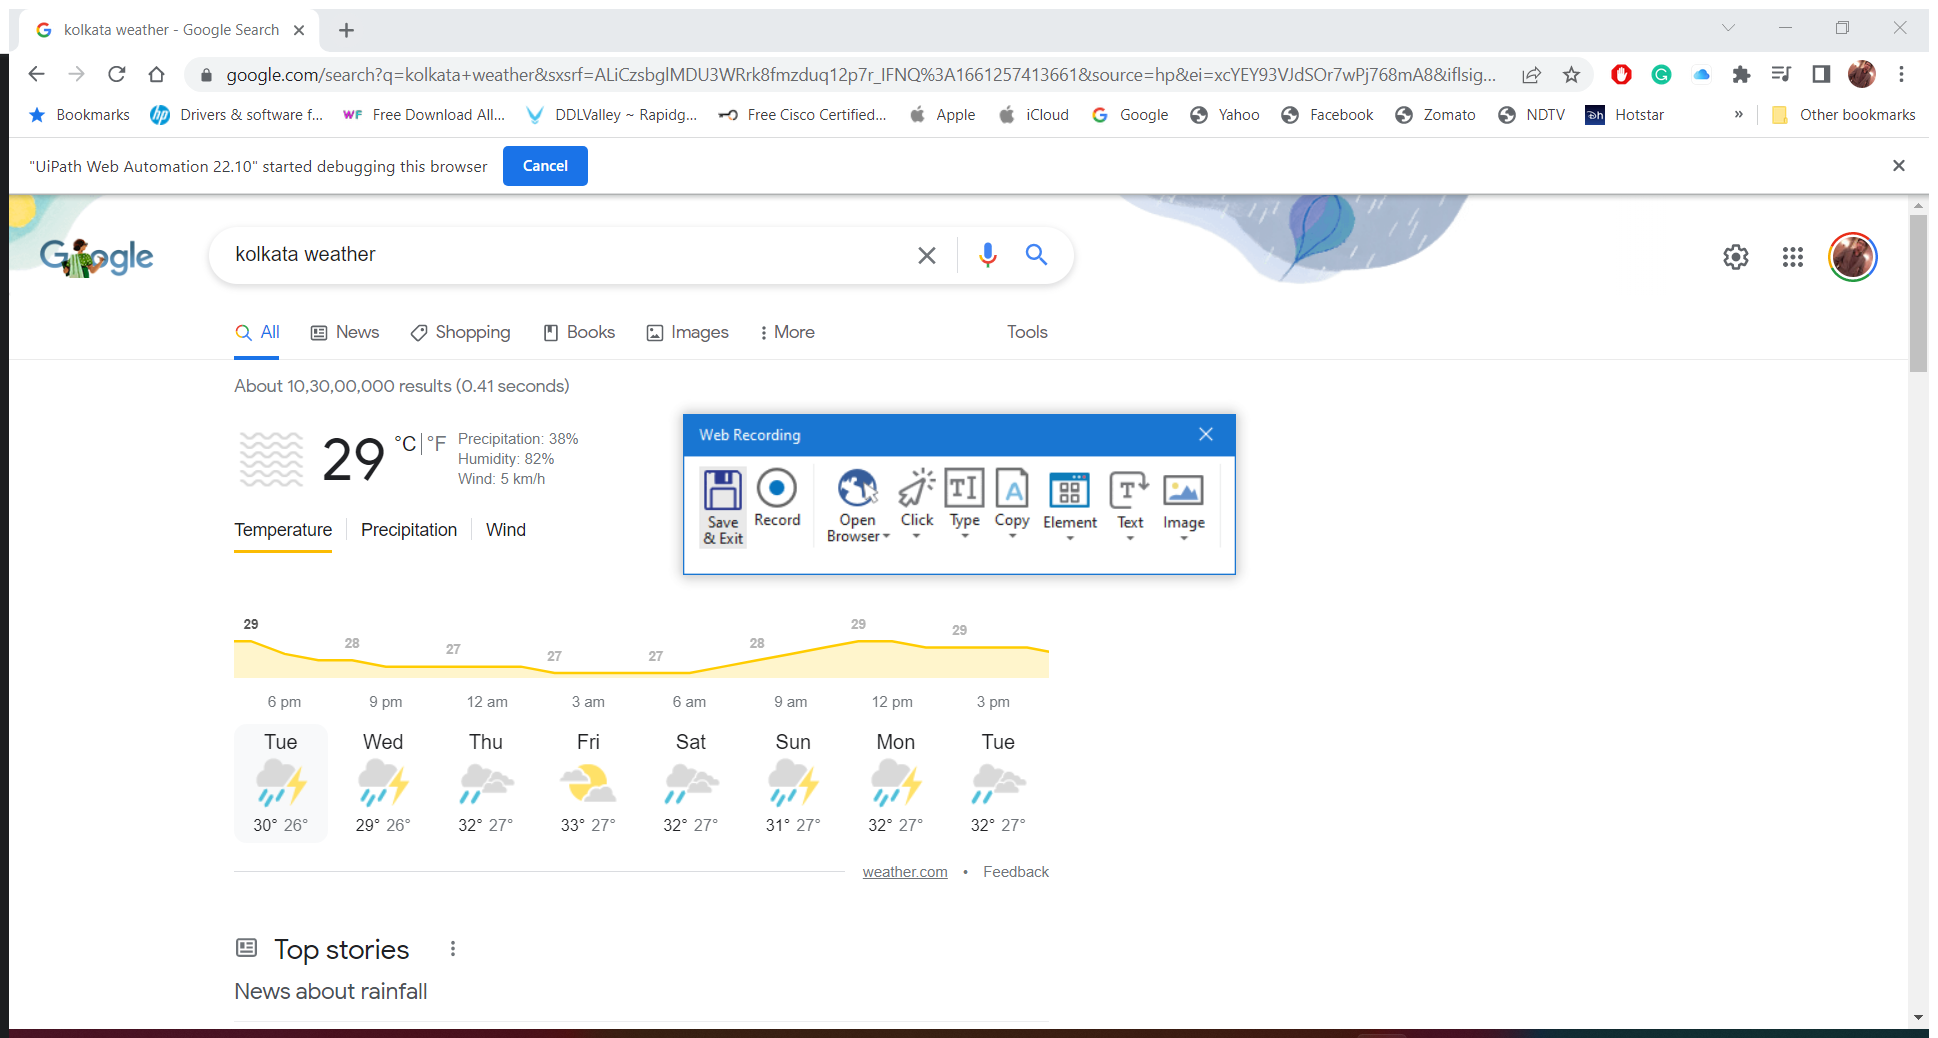 kolkata weather - Google Search
google.com/search?q=kolkata+weather&sxsrf=ALiCzsbglMDU3WRrk8fmzduq12p7r_IFNQ%3A1661257413661&source=hp&ei=xcYEY93VJdSOr7wPj768mA8&iflsig...
Bookmarks Drivers & software f... WF Free Download All... DDLValley ~ Rapidg... Free Cisco Certified... Apple iCloud Google Yahoo Facebook Zomato NDTV Hotstar » Other bookmarks
"UiPath Web Automation 22.10" started debugging this browser Cancel
Google kolkata weather
All News Shopping Books Images More Tools
About 10,30,00,000 results (0.41 seconds)
29 °C | °F
Precipitation: 38%
Humidity: 82%
Wind: 5 km/h
Temperature Precipitation Wind
Web Recording
Save & Exit
Record
Open Browser
Click
Type
Copy
Element
Text
Image
29 28 27 27 27 28 29 29
6 pm 9 pm 12 am 3 am 6 am 9 am 12 pm 3 pm
Tue Wed Thu Fri Sat Sun Mon Tue
30° 26° 29° 26° 32° 27° 33° 27° 32° 27° 31° 27° 32° 27° 32° 27°
weather.com • Feedback
Top stories
News about rainfall